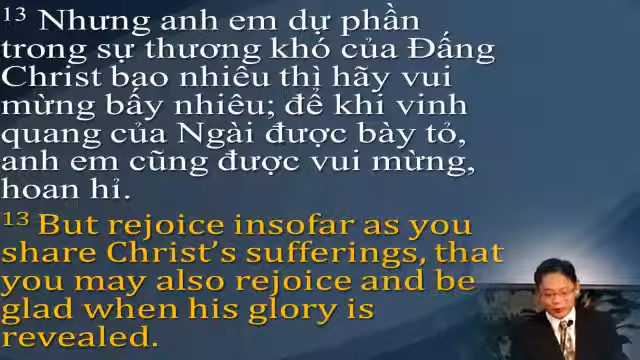 13 Nhưng anh em dự phần
trong sự thương khó của Đấng
Christ bao nhiêu thì hãy vui
mừng bấy nhiêu; để khi vinh
quang của Ngài được bày tỏ,
anh em cũng được vui mừng,
hoan hỉ.
13 But rejoice insofar as you
share Christ’s sufferings, that
you may also rejoice and be
glad when his glory is
revealed.